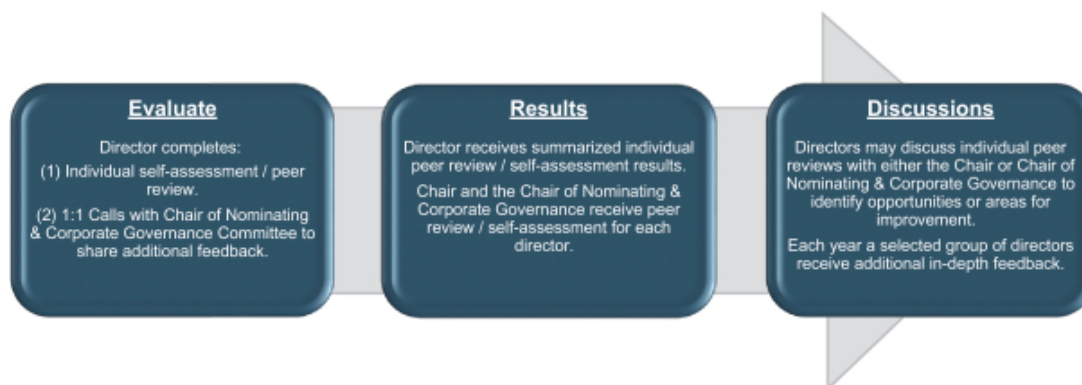 Evaluate
Director completes:
(1) Individual self-assessment / peer
review.
(2) 1:1 Calls with Chair of Nominating
& Corporate Governance Committee to
share additional feedback.
Results
Director receives summarized individual
peer review / self-assessment results.
Chair and the Chair of Nominating &
Corporate Governance receive peer
review / self-assessment for each
director.
Discussions
Directors may discuss individual peer
reviews with either the Chair or Chair of
Nominating & Corporate Governance to
identify opportunities or areas for
improvement.
Each year a selected group of directors
receive additional in-depth feedback.